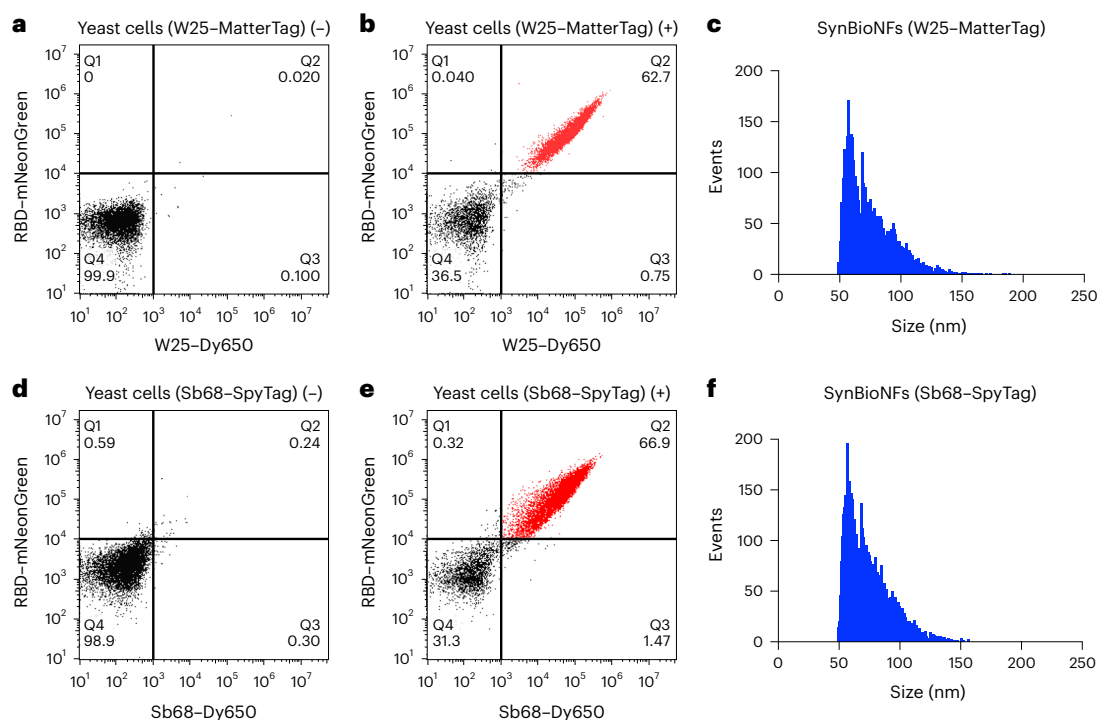 a
Yeast cells (W25–MatterTag) (–)
10⁷
10⁶
10⁵
10⁴
10³
10²
10¹
RBD–mNeonGreen
Q1
0
Q2
0.020
Q4
99.9
Q3
0.100
10¹ 10² 10³ 10⁴ 10⁵ 10⁶ 10⁷
W25–Dy650
b
Yeast cells (W25–MatterTag) (+)
10⁷
10⁶
10⁵
10⁴
10³
10²
10¹
RBD–mNeonGreen
Q1
0.040
Q2
62.7
Q4
36.5
Q3
0.75
10¹ 10² 10³ 10⁴ 10⁵ 10⁶ 10⁷
W25–Dy650
c
SynBioNFs (W25–MatterTag)
200
150
100
50
0
Events
0 50 100 150 200 250
Size (nm)
d
Yeast cells (Sb68–SpyTag) (–)
10⁷
10⁶
10⁵
10⁴
10³
10²
10¹
RBD–mNeonGreen
Q1
0.59
Q2
0.24
Q4
98.9
Q3
0.30
10¹ 10² 10³ 10⁴ 10⁵ 10⁶ 10⁷
Sb68–Dy650
e
Yeast cells (Sb68–SpyTag) (+)
10⁷
10⁶
10⁵
10⁴
10³
10²
10¹
RBD–mNeonGreen
Q1
0.32
Q2
66.9
Q4
31.3
Q3
1.47
10¹ 10² 10³ 10⁴ 10⁵ 10⁶ 10⁷
Sb68–Dy650
f
SynBioNFs (Sb68–SpyTag)
200
150
100
50
0
Events
0 50 100 150 200 250
Size (nm)